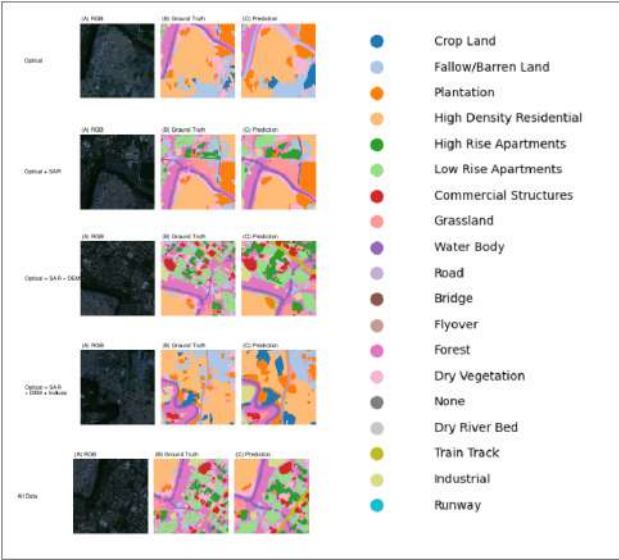 (A) RGB (B) Ground Truth (C) Prediction
Optical
(A) RGB (B) Ground Truth (C) Prediction
Optical + SAR
(A) RGB (B) Ground Truth (C) Prediction
Optical + SAR + DEM
(A) RGB (B) Ground Truth (C) Prediction
Optical + SAR
+ DEM + Indices
(A) RGB (B) Ground Truth (C) Prediction
All Data
Crop Land
Fallow/Barren Land
Plantation
High Density Residential
High Rise Apartments
Low Rise Apartments
Commercial Structures
Grassland
Water Body
Road
Bridge
Flyover
Forest
Dry Vegetation
None
Dry River Bed
Train Track
Industrial
Runway